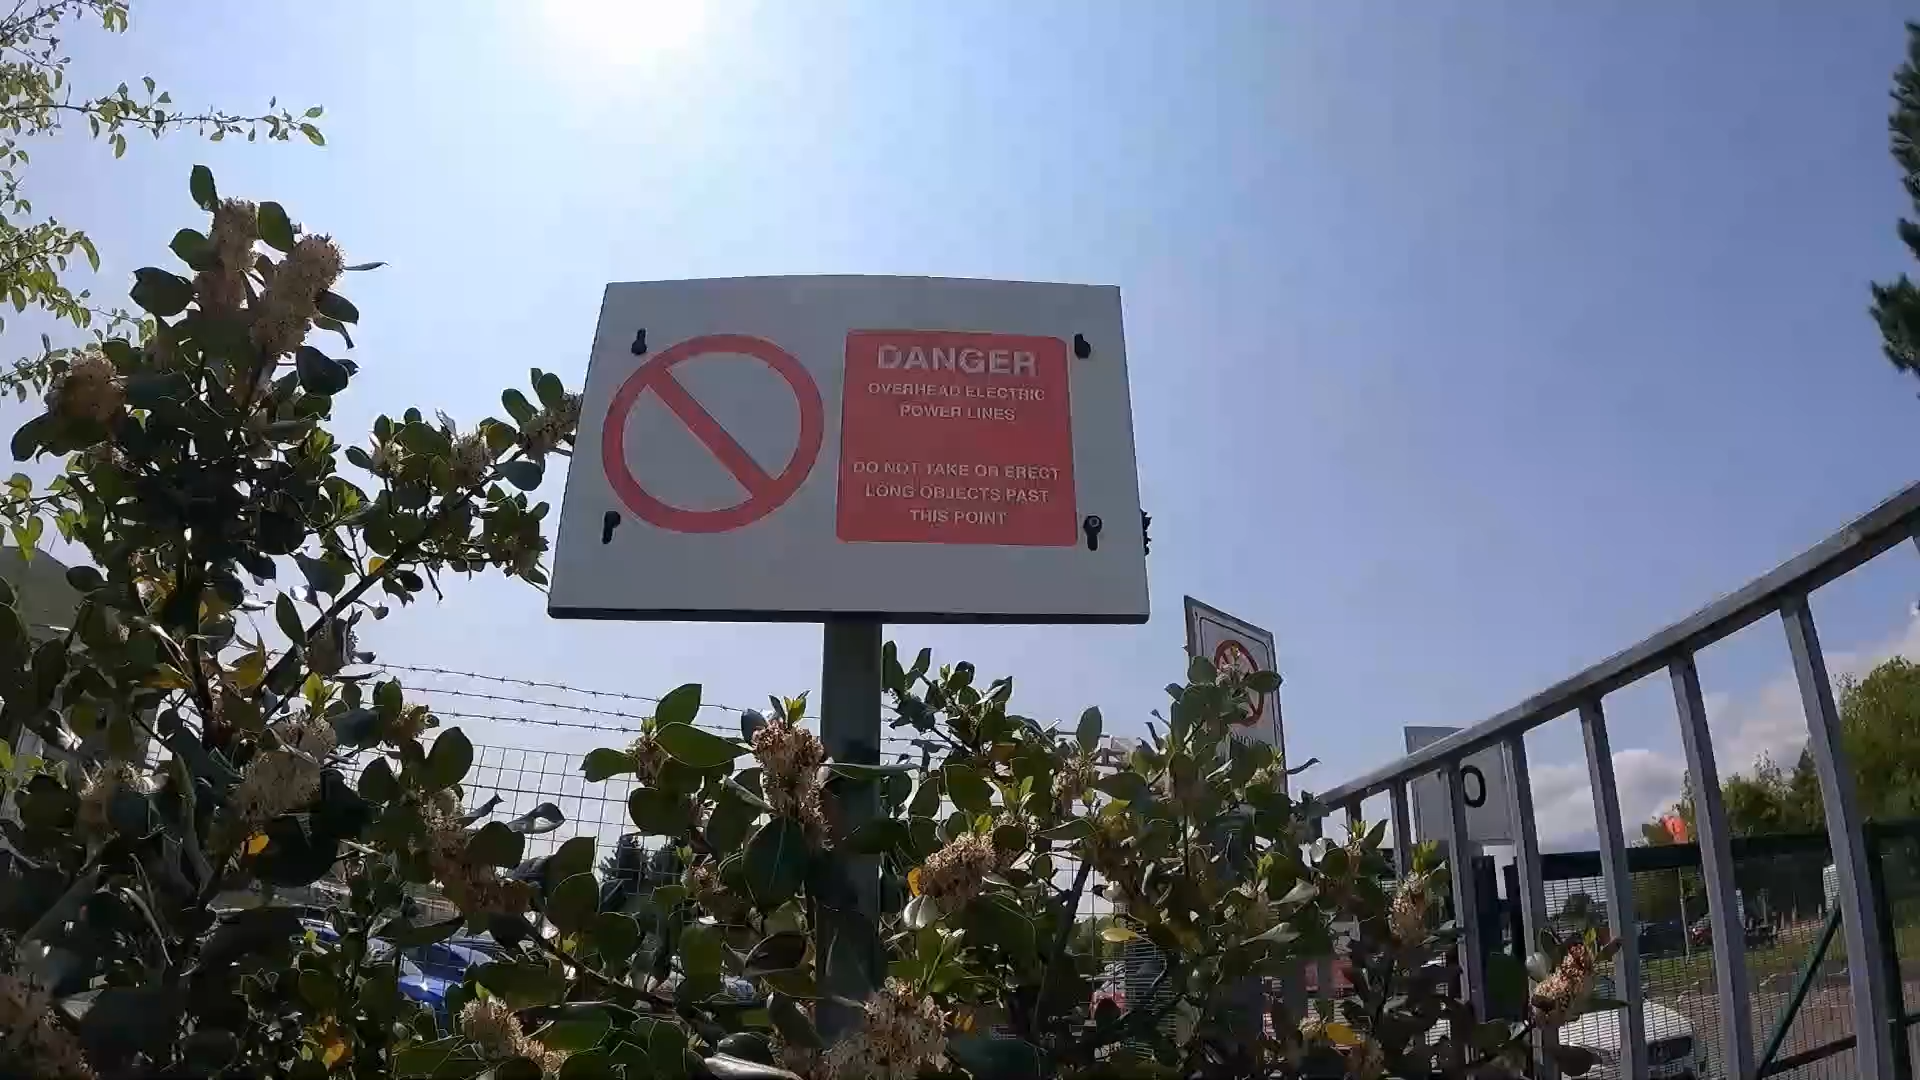 DANGER
OVERHEAD ELECTRIC
POWER LINES
DO NOT TAKE OR ERECT
LONG OBJECTS PAST
THIS POINT